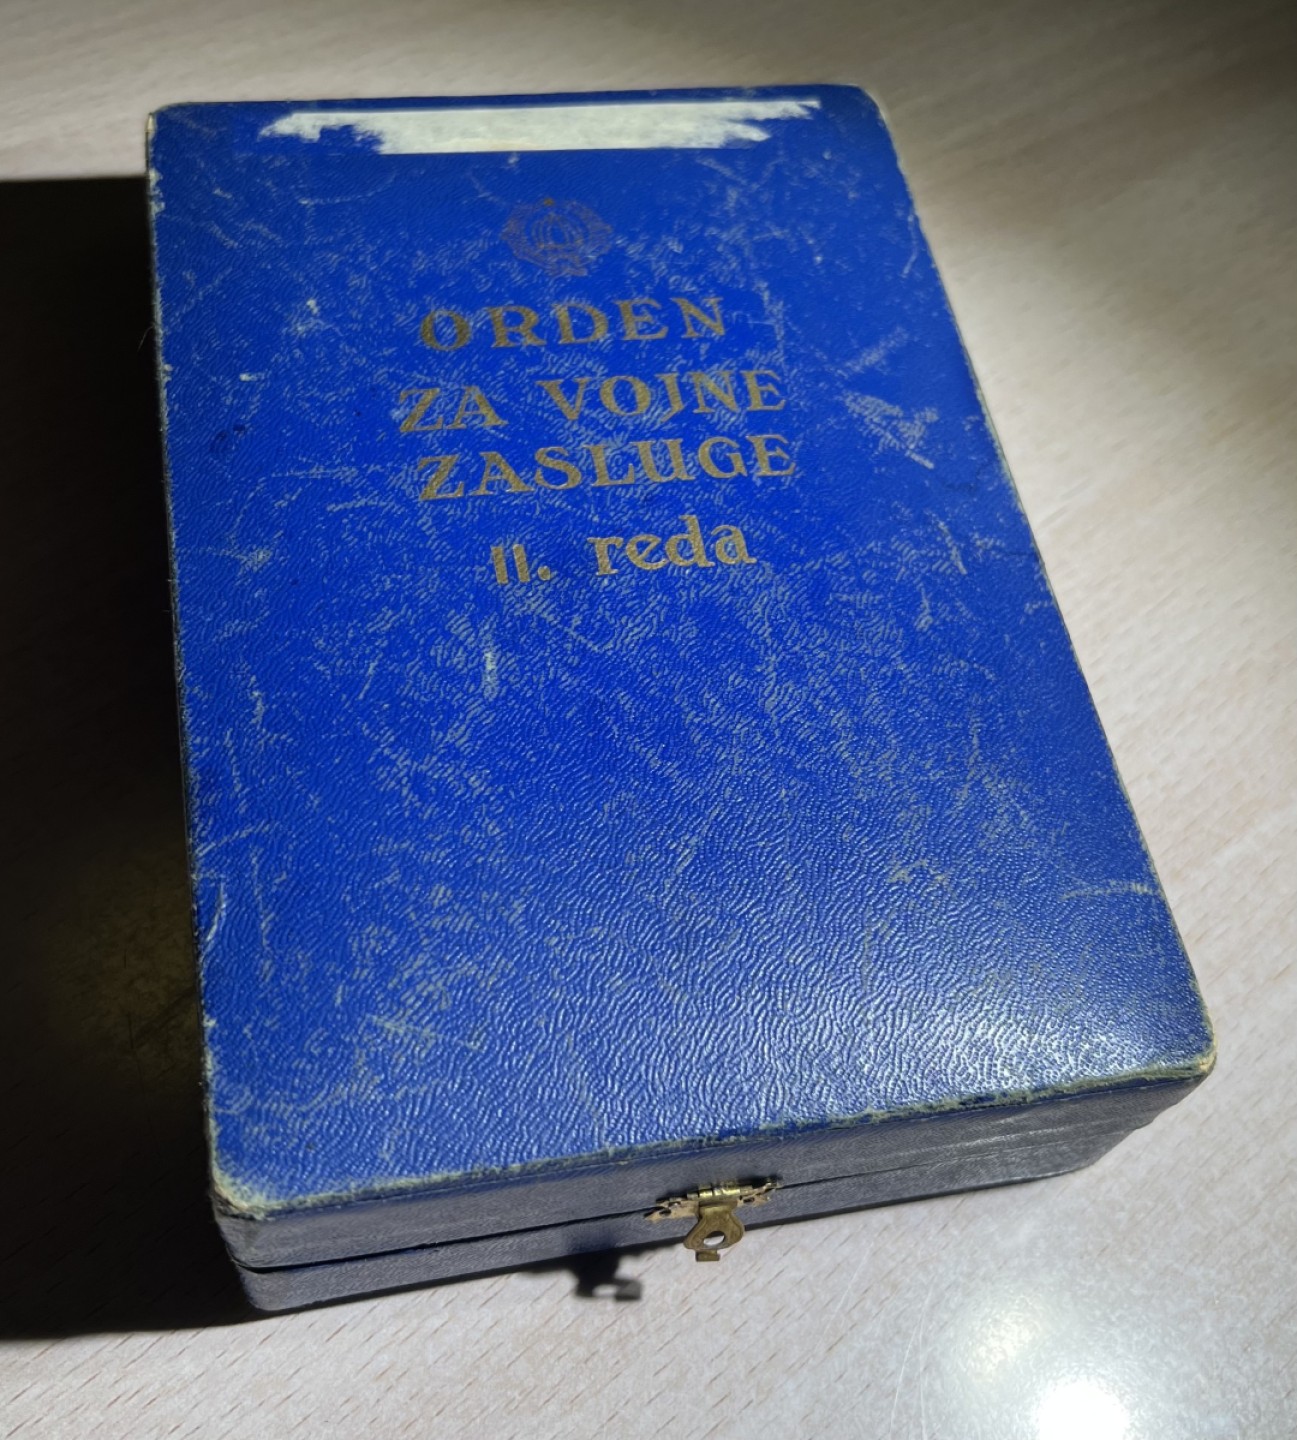 ORDEN
ZA VOJNE
ZASLUGE
II. reda